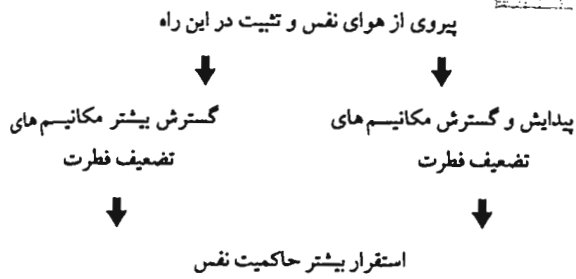 پیروی از هوای نفس و تثبیت در این راه
پیدایش و گسترش مکانیسم‌های
تضعیف فطرت
گسترش بیشتر مکانیسم‌های
تضعیف فطرت
استقرار بیشتر حاکمیت نفس